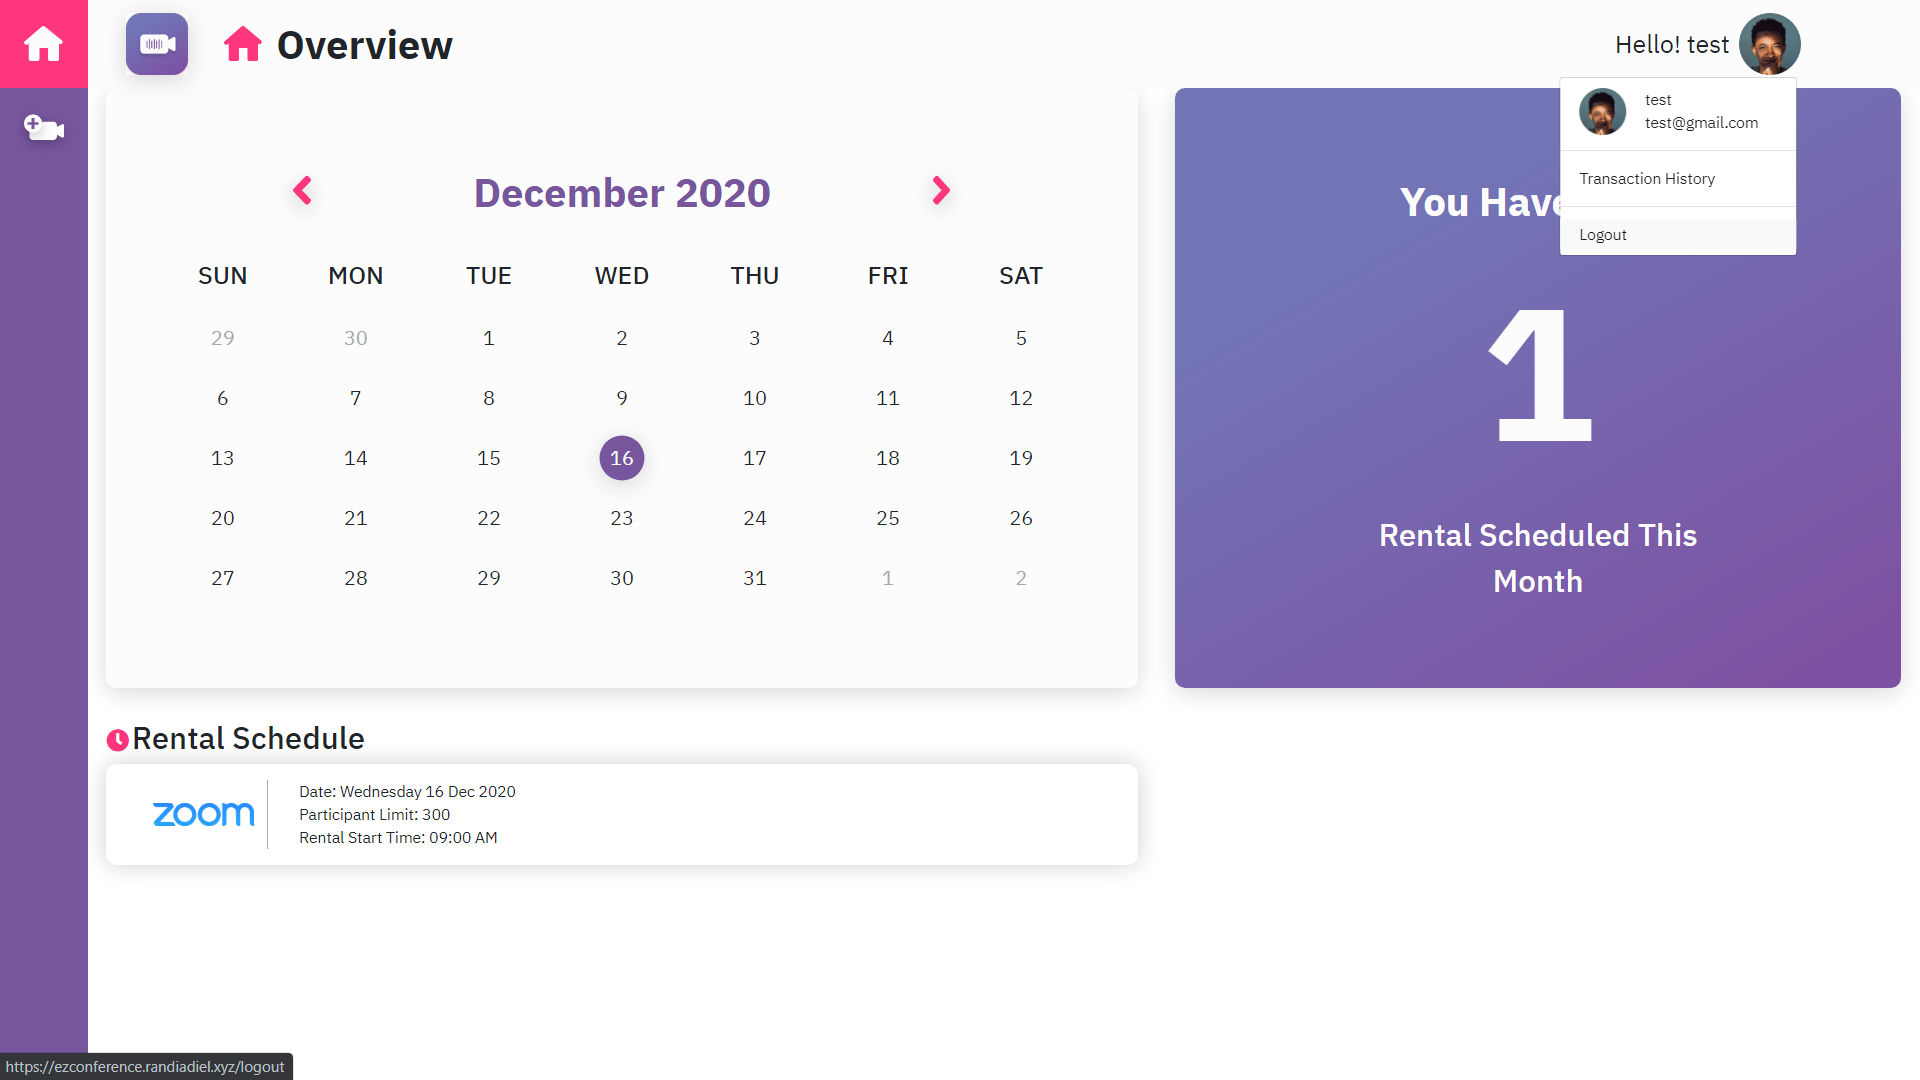 Overview
Hello! test
test
test@gmail.com
Transaction History
Logout
December 2020
SUN MON TUE WED THU FRI SAT
29 30 1 2 3 4 5
6 7 8 9 10 11 12
13 14 15 16 17 18 19
20 21 22 23 24 25 26
27 28 29 30 31 1 2
You Have
1
Rental Scheduled This
Month
Rental Schedule
zoom
Date: Wednesday 16 Dec 2020
Participant Limit: 300
Rental Start Time: 09:00 AM
https://ezconference.randiadiel.xyz/logout